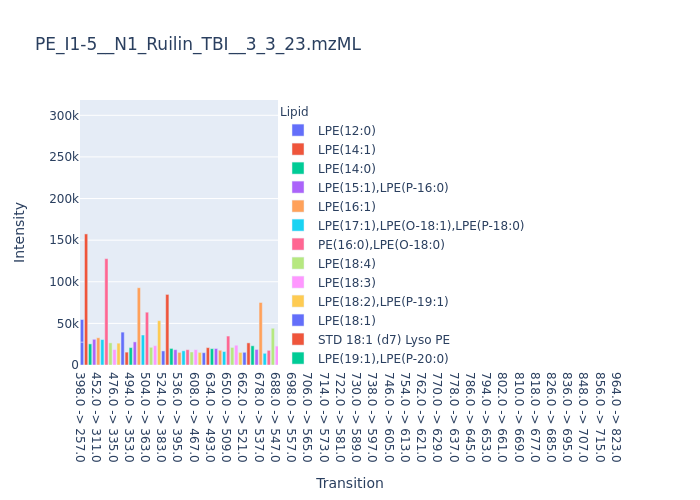 PE_I1-5__N1_Ruilin_TBI__3_3_23.mzML
Lipid
LPE(12:0)
LPE(14:1)
LPE(14:0)
LPE(15:1),LPE(P-16:0)
LPE(16:1)
LPE(17:1),LPE(O-18:1),LPE(P-18:0)
PE(16:0),LPE(O-18:0)
LPE(18:4)
LPE(18:3)
LPE(18:2),LPE(P-19:1)
LPE(18:1)
STD 18:1 (d7) Lyso PE
LPE(19:1),LPE(P-20:0)
Intensity
300k
250k
200k
150k
100k
50k
0
398.0 -> 257.0
452.0 -> 311.0
476.0 -> 335.0
494.0 -> 353.0
504.0 -> 363.0
524.0 -> 383.0
536.0 -> 395.0
608.0 -> 467.0
634.0 -> 493.0
650.0 -> 509.0
662.0 -> 521.0
678.0 -> 537.0
688.0 -> 547.0
698.0 -> 557.0
706.0 -> 565.0
714.0 -> 573.0
722.0 -> 581.0
730.0 -> 589.0
738.0 -> 597.0
746.0 -> 605.0
754.0 -> 613.0
762.0 -> 621.0
770.0 -> 629.0
778.0 -> 637.0
786.0 -> 645.0
794.0 -> 653.0
802.0 -> 661.0
810.0 -> 669.0
818.0 -> 677.0
826.0 -> 685.0
836.0 -> 695.0
848.0 -> 707.0
856.0 -> 715.0
964.0 -> 823.0
Transition